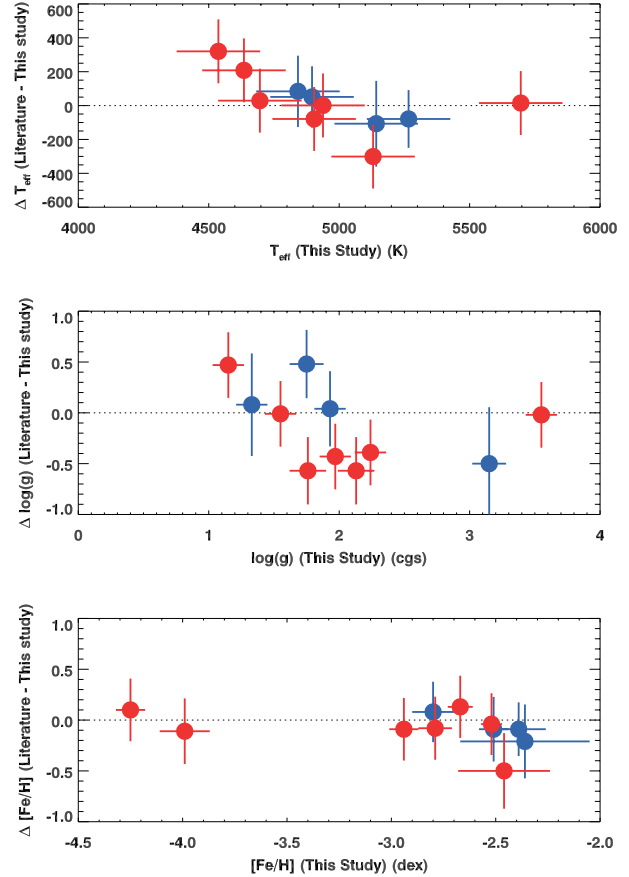 600
400
200
0
-200
-400
-600
Δ T_eff (Literature - This study)
4000 4500 5000 5500 6000
T_eff (This Study) (K)
1.0
0.5
0.0
-0.5
-1.0
Δ log(g) (Literature - This study)
0 1 2 3 4
log(g) (This Study) (cgs)
1.0
0.5
0.0
-0.5
-1.0
Δ [Fe/H] (Literature - This study)
-4.5 -4.0 -3.5 -3.0 -2.5 -2.0
[Fe/H] (This Study) (dex)